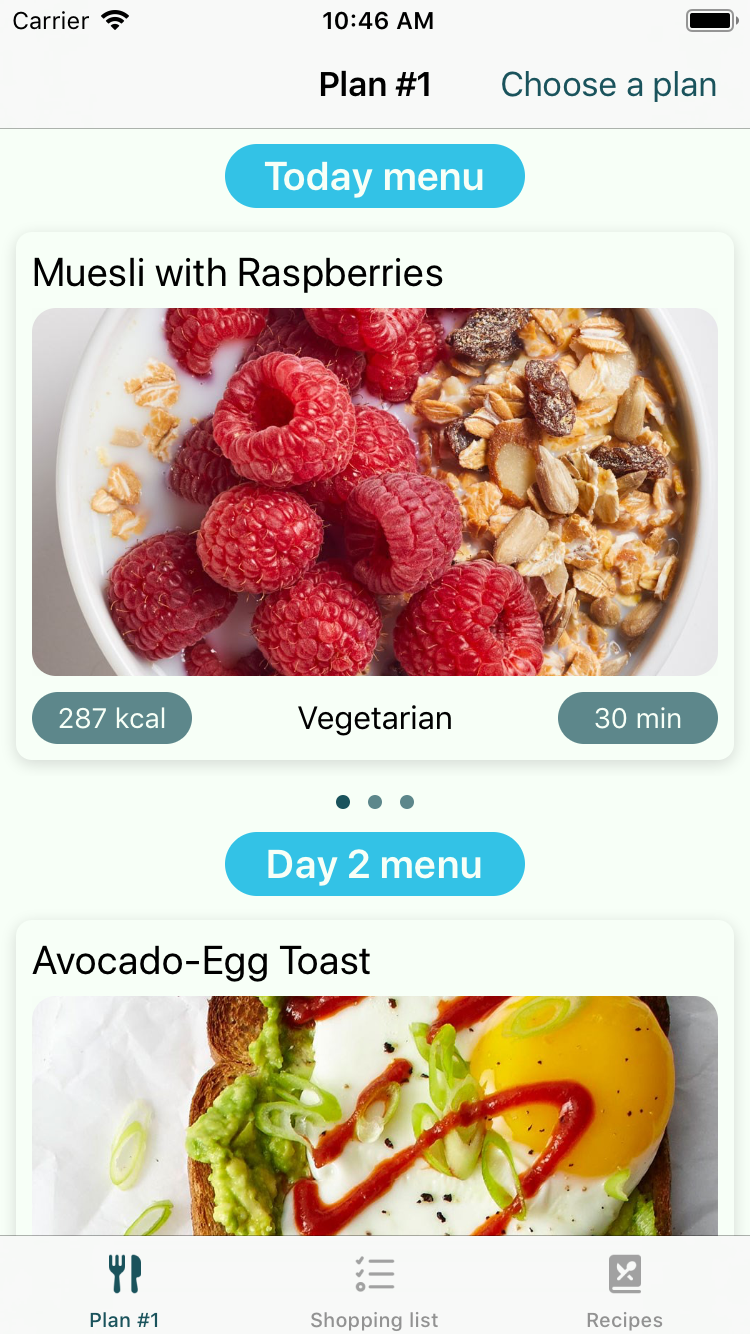 Carrier 10:46 AM
Plan #1 Choose a plan
Today menu
Muesli with Raspberries
287 kcal Vegetarian 30 min
Day 2 menu
Avocado-Egg Toast
Plan #1 Shopping list Recipes